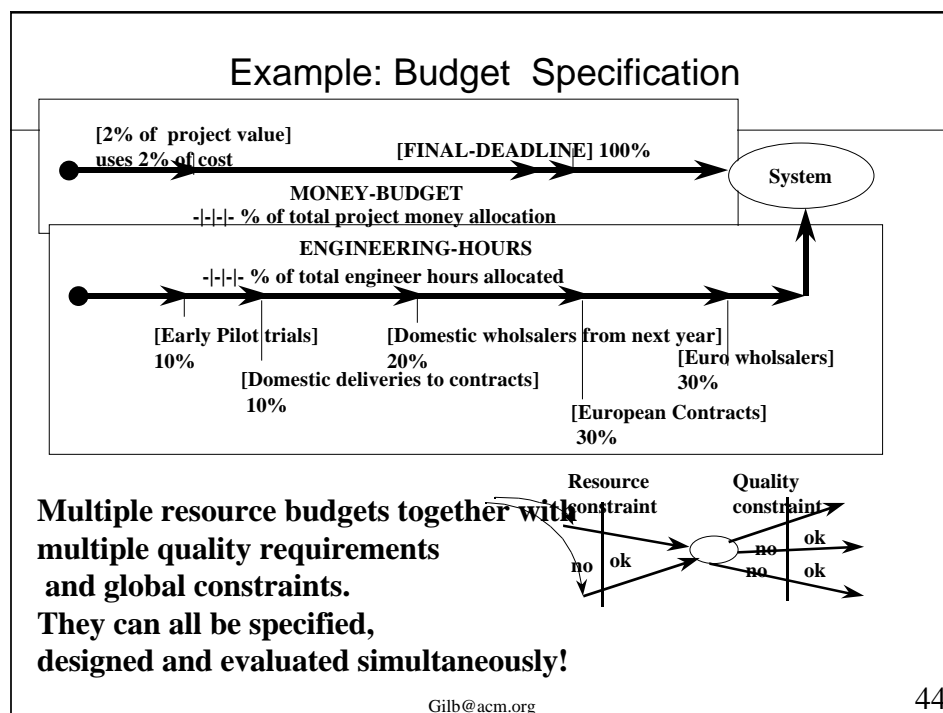 Example: Budget  Specification
[2% of  project value]
uses 2% of cost
[FINAL-DEADLINE] 100%
System
MONEY-BUDGET
-|-|-|- % of total project money allocation
ENGINEERING-HOURS
-|-|-|- % of total engineer hours allocated
[Early Pilot trials]
10%
[Domestic wholsalers from next year]
20%
[Euro wholsalers]
30%
[Domestic deliveries to contracts]
10%
[European Contracts]
30%
Resource
constraint
Quality
constraint
no
ok
no
ok
no
ok
Multiple resource budgets together with
multiple quality requirements
and global constraints.
They can all be specified,
designed and evaluated simultaneously!
Gilb@acm.org
44